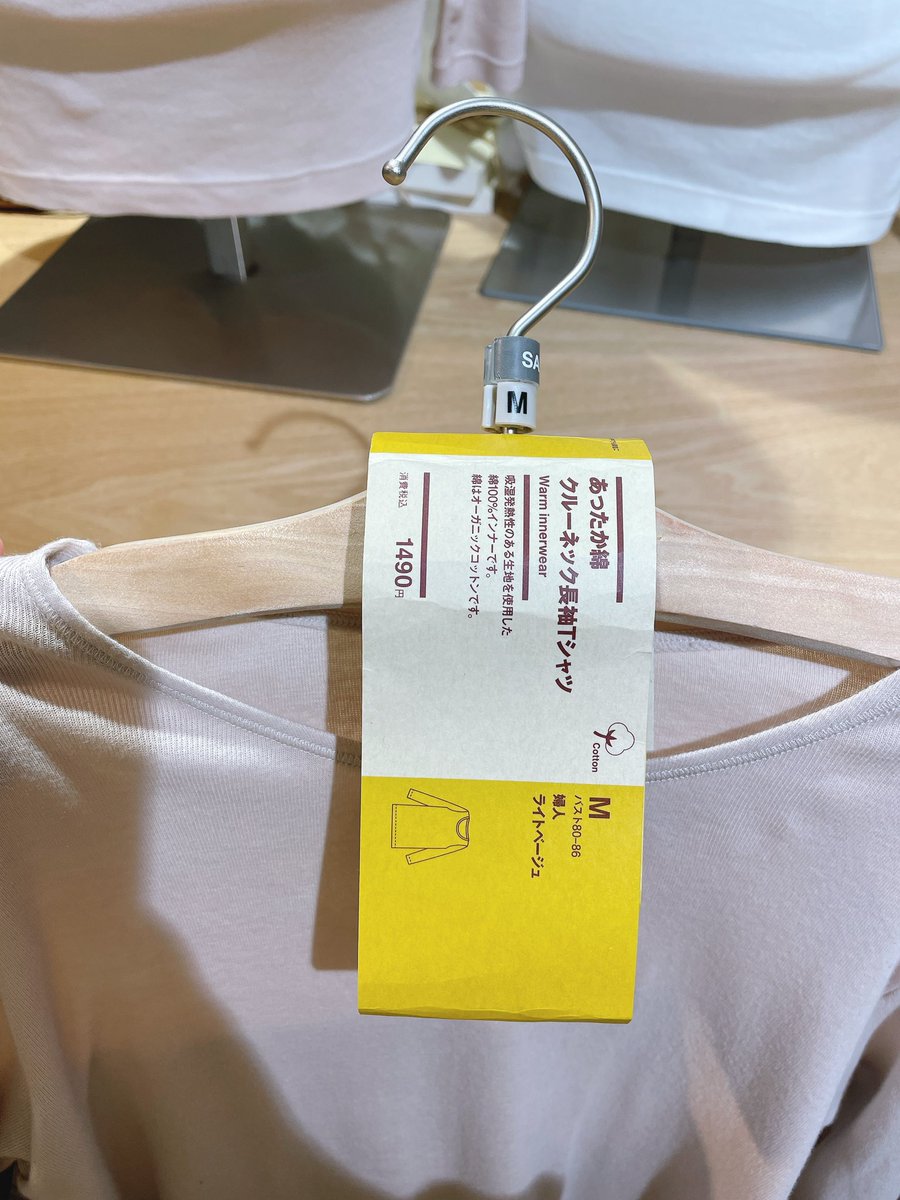 SA
M
あったか綿
クルーネック長袖Tシャツ
Warm innerwear
吸湿発熱性のある生地を使用した
綿100%インナーです。
綿はオーガニックコットンです。
消費税込 1490円
Cotton
M
バスト80-86
婦人
ライトベージュ